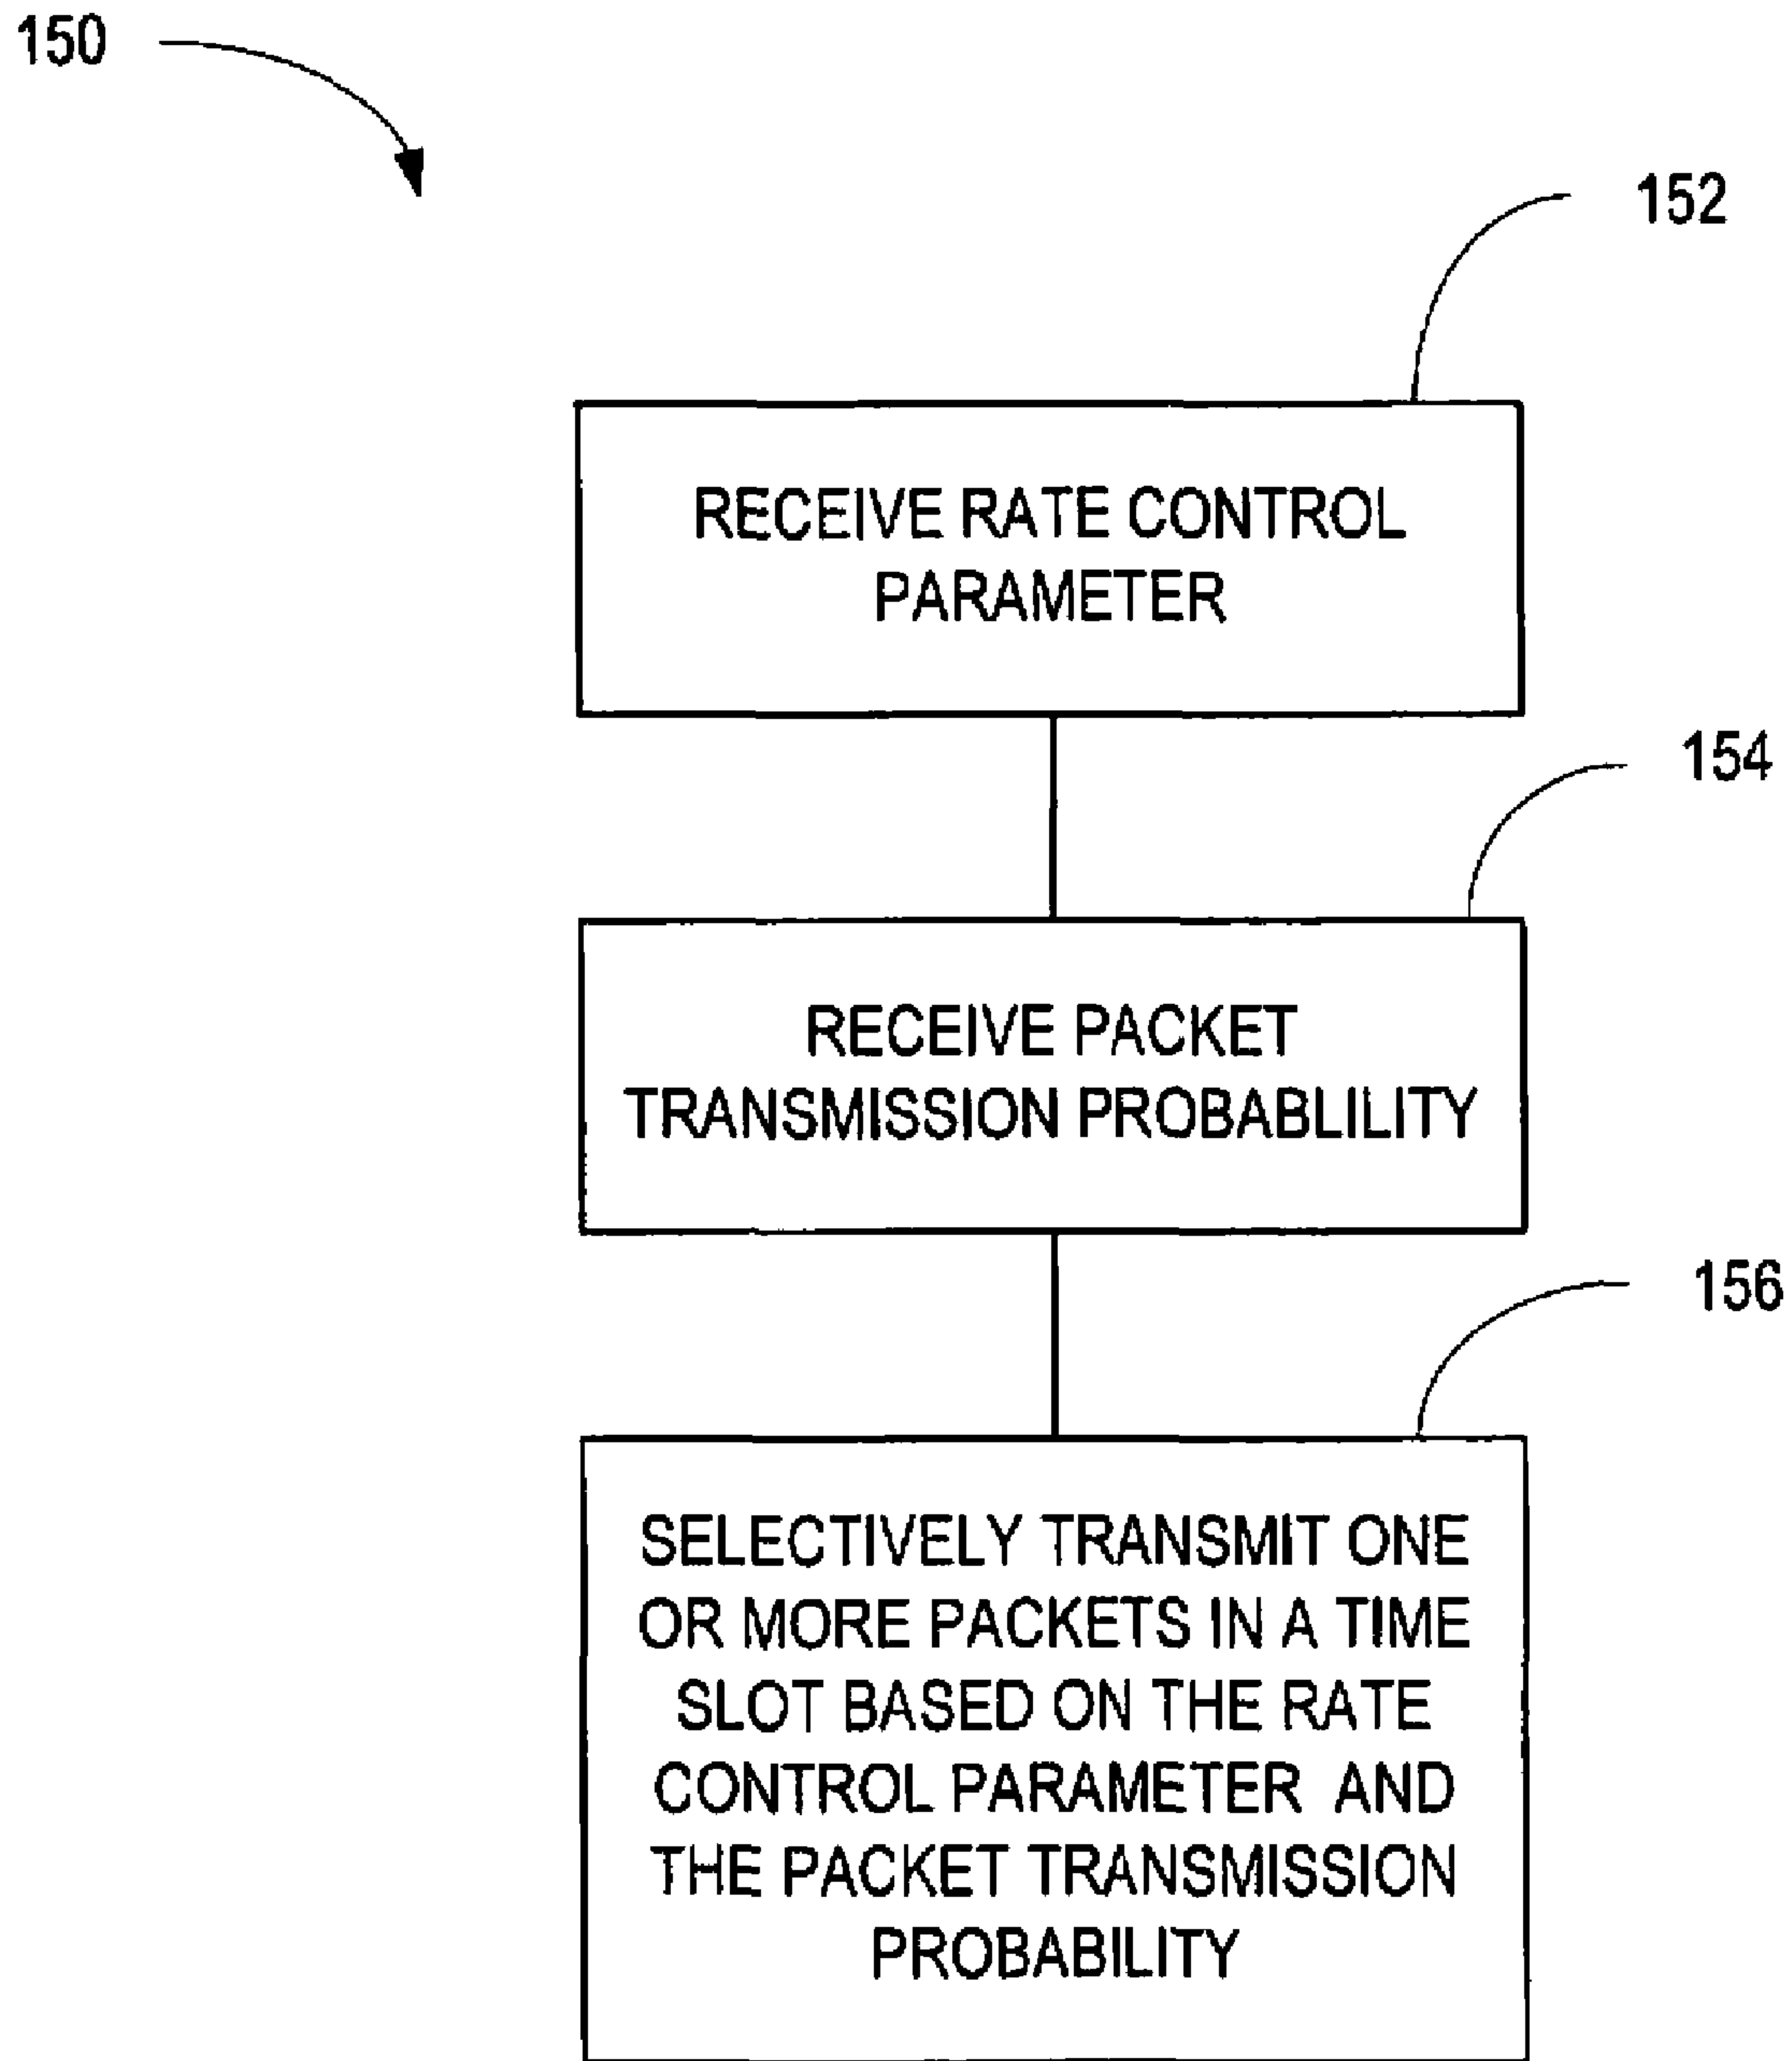 150
152
RECEIVE RATE CONTROL
PARAMETER
154
RECEIVE PACKET
TRANSMISSION PROBABLILITY
156
SELECTIVELY TRANSMIT ONE
OR MORE PACKETS IN A TIME
SLOT BASED ON THE RATE
CONTROL PARAMETER AND
THE PACKET TRANSMISSION
PROBABILITY